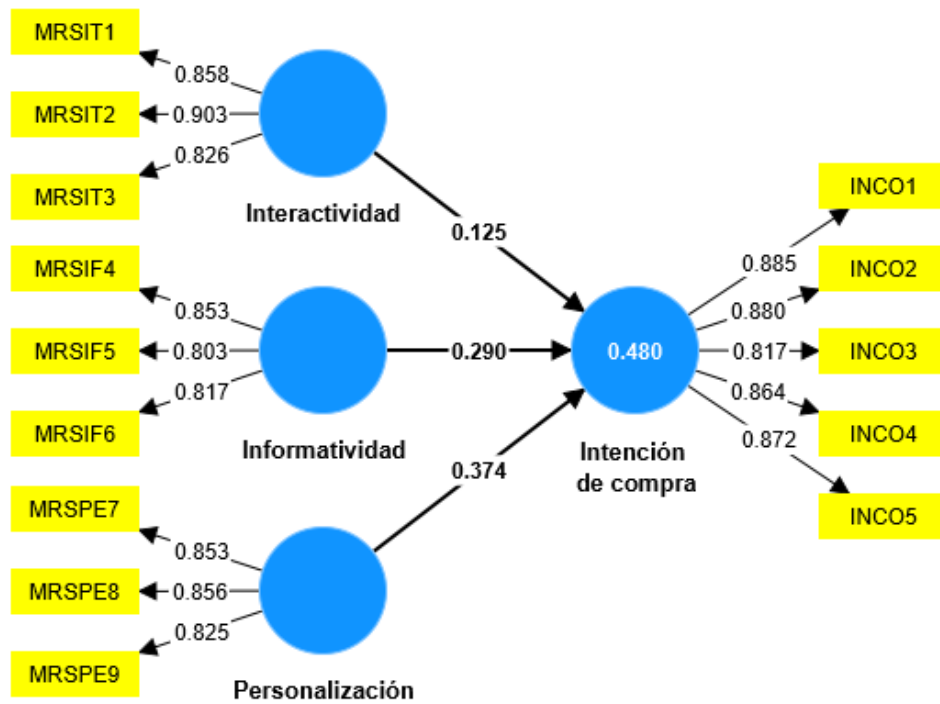 MRSIT1
0.858
MRSIT2
0.903
0.826
MRSIT3
Interactividad
0.125
MRSIF4
0.853
MRSIF5
0.803
0.817
MRSIF6
Informatividad
0.290
MRSPE7
0.853
MRSPE8
0.856
0.825
MRSPE9
Personalización
0.374
0.480
Intención
de compra
INCO1
0.885
INCO2
0.880
INCO3
0.817
0.864
INCO4
0.872
INCO5